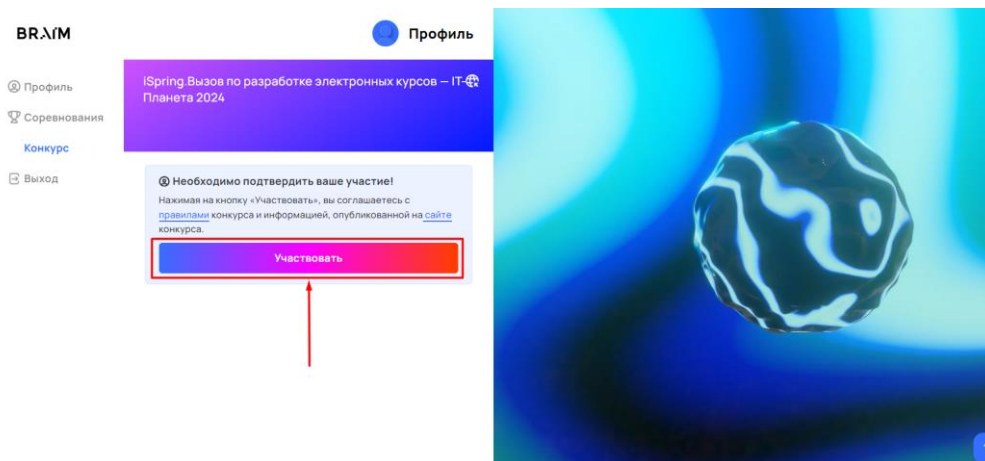 BRAIM
Профиль
Профиль
Соревнования
Конкурс
Выход
iSpring.Вызов по разработке электронных курсов — IT-
Планета 2024
Необходимо подтвердить ваше участие!
Нажимая на кнопку «Участвовать», вы соглашаетесь с
правилами конкурса и информацией, опубликованной на сайте
конкурса.
Участвовать